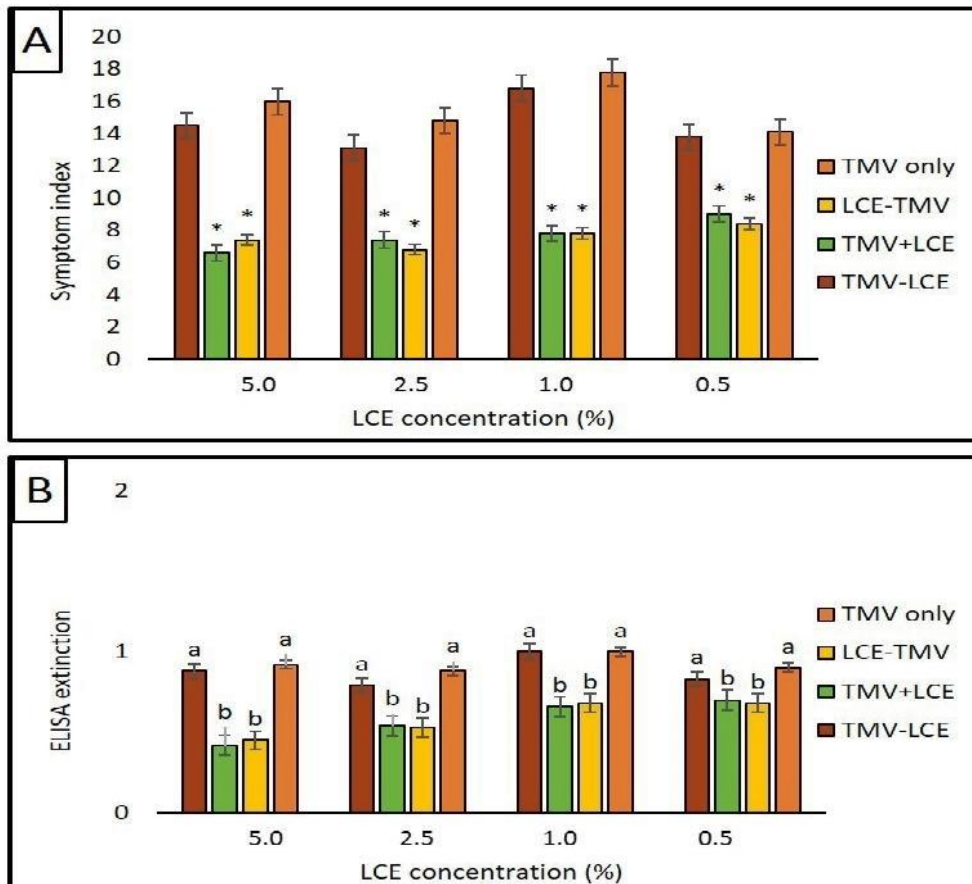 A
20
18
16
14
12
10
8
6
4
2
0
Symptom index
* * * * * * * *
5.0 2.5 1.0 0.5
LCE concentration (%)
TMV only
LCE-TMV
TMV+LCE
TMV-LCE
B
2
1
0
ELISA extinction
a b b a a b b a a b b a a b b a
5.0 2.5 1.0 0.5
LCE concentration (%)
TMV only
LCE-TMV
TMV+LCE
TMV-LCE